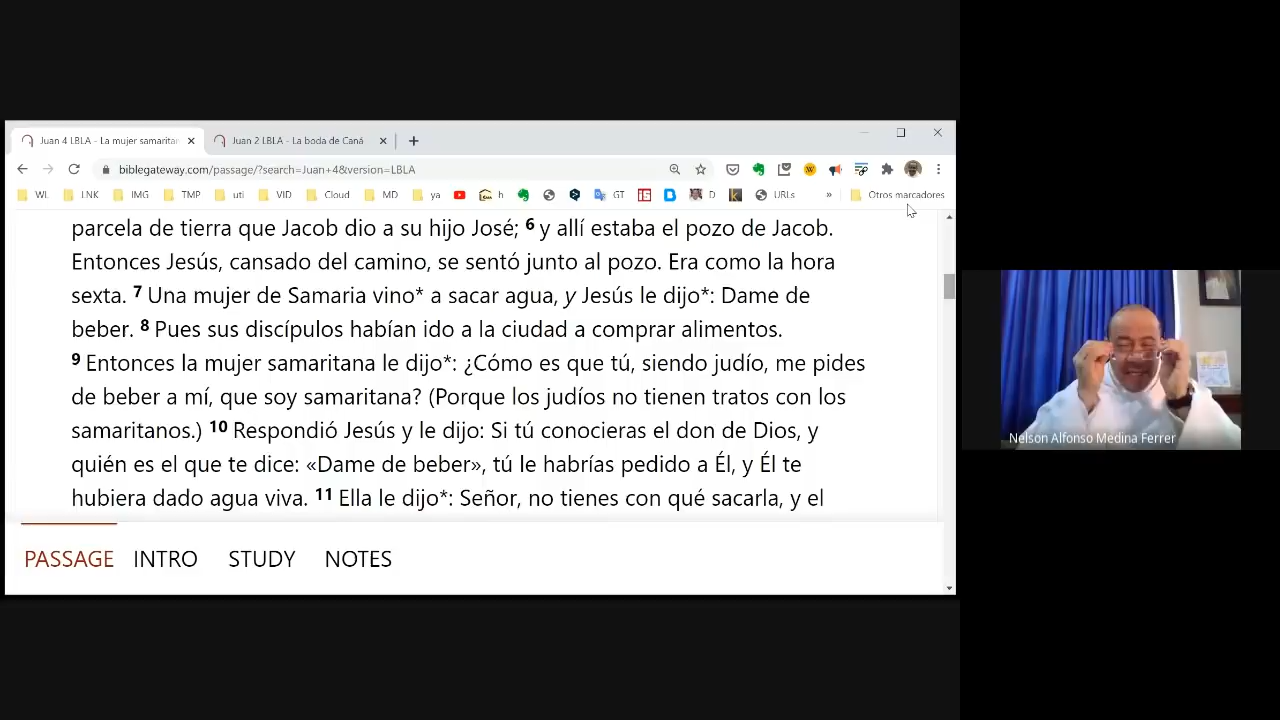 Juan 4 LBLA - La mujer samaritan
Juan 2 LBLA - La boda de Caná
biblegateway.com/passage/?search=Juan+4&version=LBLA
WL LNK IMG TMP uti VID Cloud MD ya h GT D URLs » Otros marcadores
parcela de tierra que Jacob dio a su hijo José; 6 y allí estaba el pozo de Jacob.
Entonces Jesús, cansado del camino, se sentó junto al pozo. Era como la hora
sexta. 7 Una mujer de Samaria vino* a sacar agua, y Jesús le dijo*: Dame de
beber. 8 Pues sus discípulos habían ido a la ciudad a comprar alimentos.
9 Entonces la mujer samaritana le dijo*: ¿Cómo es que tú, siendo judío, me pides
de beber a mí, que soy samaritana? (Porque los judíos no tienen tratos con los
samaritanos.) 10 Respondió Jesús y le dijo: Si tú conocieras el don de Dios, y
quién es el que te dice: «Dame de beber», tú le habrías pedido a Él, y Él te
hubiera dado agua viva. 11 Ella le dijo*: Señor, no tienes con qué sacarla, y el
PASSAGE INTRO STUDY NOTES
Nelson Alfonso Medina Ferrer